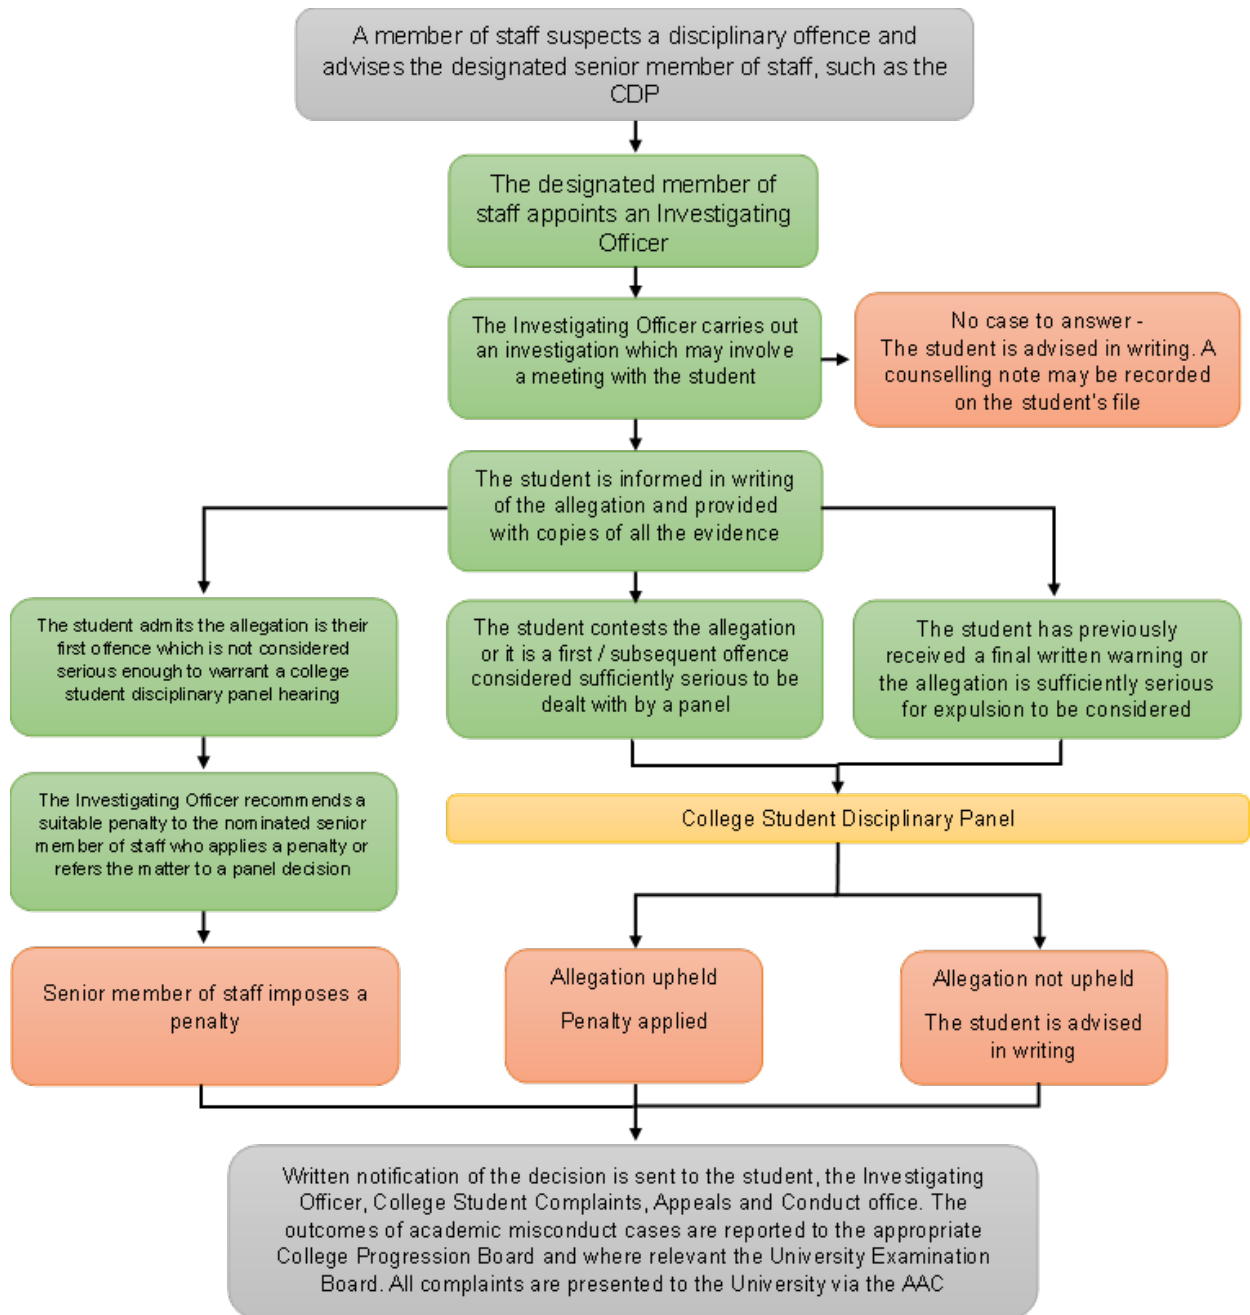 A member of staff suspects a disciplinary offence and
advises the designated senior member of staff, such as the
CDP
The designated member of
staff appoints an Investigating
Officer
The Investigating Officer carries out
an investigation which may involve
a meeting with the student
No case to answer -
The student is advised in writing. A
counselling note may be recorded
on the student's file
The student is informed in writing
of the allegation and provided
with copies of all the evidence
The student admits the allegation is their
first offence which is not considered
serious enough to warrant a college
student disciplinary panel hearing
The student contests the allegation
or it is a first / subsequent offence
considered sufficiently serious to be
dealt with by a panel
The student has previously
received a final written warning or
the allegation is sufficiently serious
for expulsion to be considered
The Investigating Officer recommends a
suitable penalty to the nominated senior
member of staff who applies a penalty or
refers the matter to a panel decision
College Student Disciplinary Panel
Senior member of staff imposes a
penalty
Allegation upheld
Penalty applied
Allegation not upheld
The student is advised
in writing
Written notification of the decision is sent to the student, the Investigating
Officer, College Student Complaints, Appeals and Conduct office. The
outcomes of academic misconduct cases are reported to the appropriate
College Progression Board and where relevant the University Examination
Board. All complaints are presented to the University via the AAC